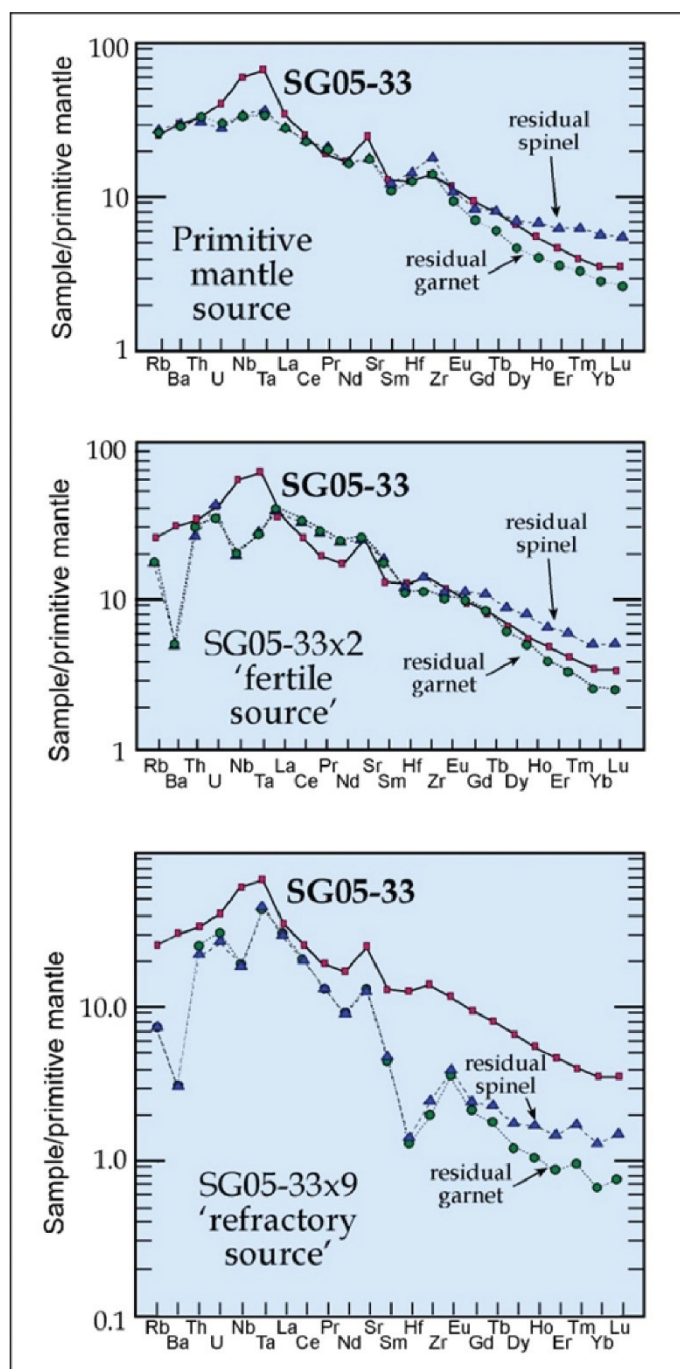 100
SG05-33
residual
spinel
10
Primitive
mantle
source
residual
garnet
1
Sample/primitive mantle
Rb Th Nb La Pr Sr Hf Eu Tb Ho Tm Lu
Ba U Ta Ce Nd Sm Zr Gd Dy Er Yb
100
SG05-33
residual
spinel
10
SG05-33x2
'fertile
source'
residual
garnet
1
Sample/primitive mantle
Rb Th Nb La Pr Sr Hf Eu Tb Ho Tm Lu
Ba U Ta Ce Nd Sm Zr Gd Dy Er Yb
SG05-33
10.0
residual
spinel
1.0
residual
garnet
SG05-33x9
'refractory
source'
0.1
Sample/primitive mantle
Rb Th Nb La Pr Sr Hf Eu Tb Ho Tm Lu
Ba U Ta Ce Nd Sm Zr Gd Dy Er Yb